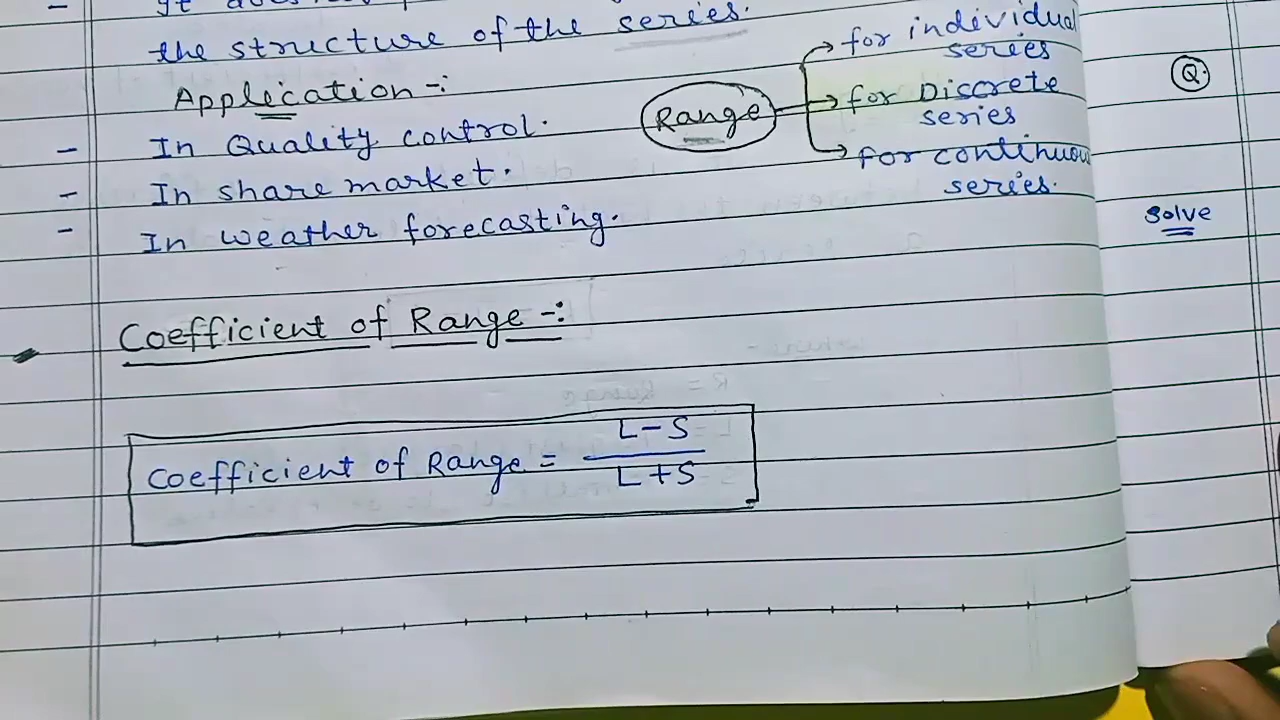 the structure of the series.
Application -:
- In Quality control.
- In share market.
- In weather forecasting.
Range
for individual
series
for Discrete
series
for continuous
series.
Coefficient of Range -:
Coefficient of Range = L - S
L + S
Q.
Solve